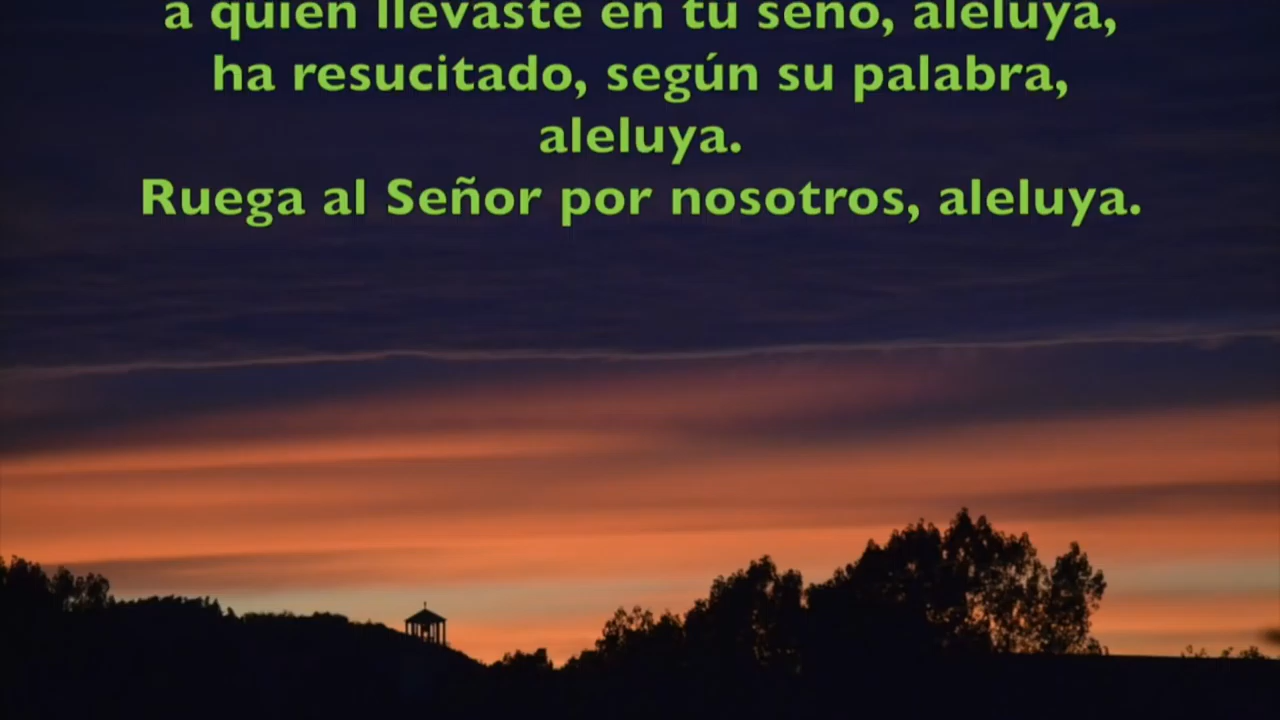 a quien llevaste en tu seno, aleluya,
ha resucitado, según su palabra,
aleluya.
Ruega al Señor por nosotros, aleluya.